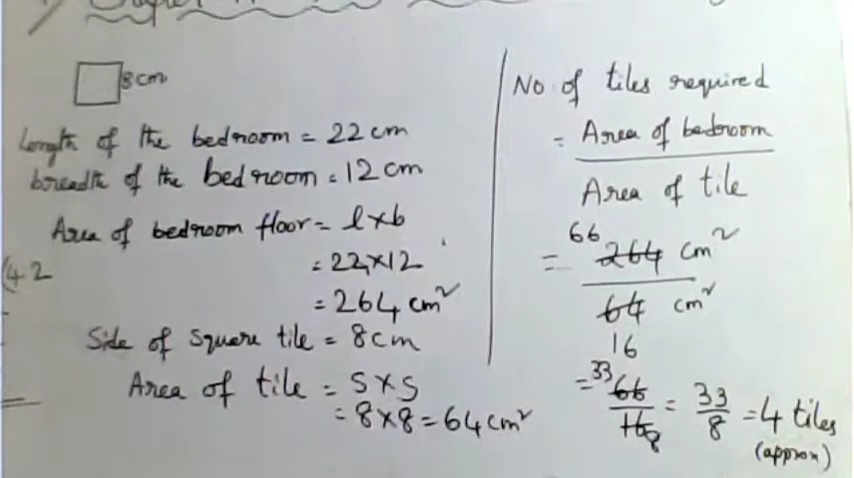 8cm
Length of the bedroom = 22 cm
breadth of the bedroom = 12 cm
Area of bedroom floor = l x b
(42
= 22x12
= 264 cm²
Side of square tile = 8cm
Area of tile = S x S
= 8 x 8 = 64 cm²
No of tiles required
= Area of bedroom
Area of tile
66
= 264 cm²
64 cm²
16
= 33 66 = 33 = 4 tiles
16 8 8
(approx)